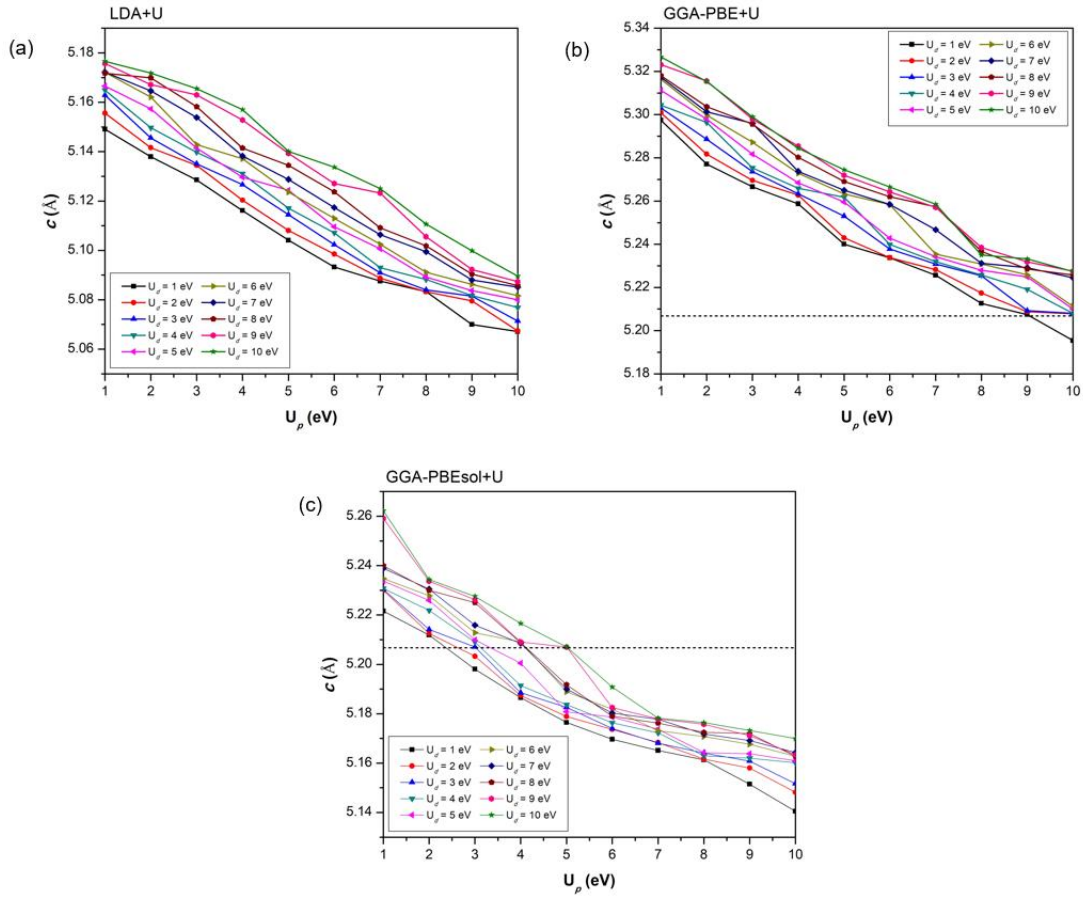 LDA+U
(a)
c (Å)
5.18
5.16
5.14
5.12
5.10
5.08
5.06
U_d = 1 eV U_d = 6 eV
U_d = 2 eV U_d = 7 eV
U_d = 3 eV U_d = 8 eV
U_d = 4 eV U_d = 9 eV
U_d = 5 eV U_d = 10 eV
1 2 3 4 5 6 7 8 9 10
U_p (eV)
GGA-PBE+U
(b)
c (Å)
5.34
5.32
5.30
5.28
5.26
5.24
5.22
5.20
5.18
U_d = 1 eV U_d = 6 eV
U_d = 2 eV U_d = 7 eV
U_d = 3 eV U_d = 8 eV
U_d = 4 eV U_d = 9 eV
U_d = 5 eV U_d = 10 eV
1 2 3 4 5 6 7 8 9 10
U_p (eV)
GGA-PBEsol+U
(c)
c (Å)
5.26
5.24
5.22
5.20
5.18
5.16
5.14
U_d = 1 eV U_d = 6 eV
U_d = 2 eV U_d = 7 eV
U_d = 3 eV U_d = 8 eV
U_d = 4 eV U_d = 9 eV
U_d = 5 eV U_d = 10 eV
1 2 3 4 5 6 7 8 9 10
U_p (eV)